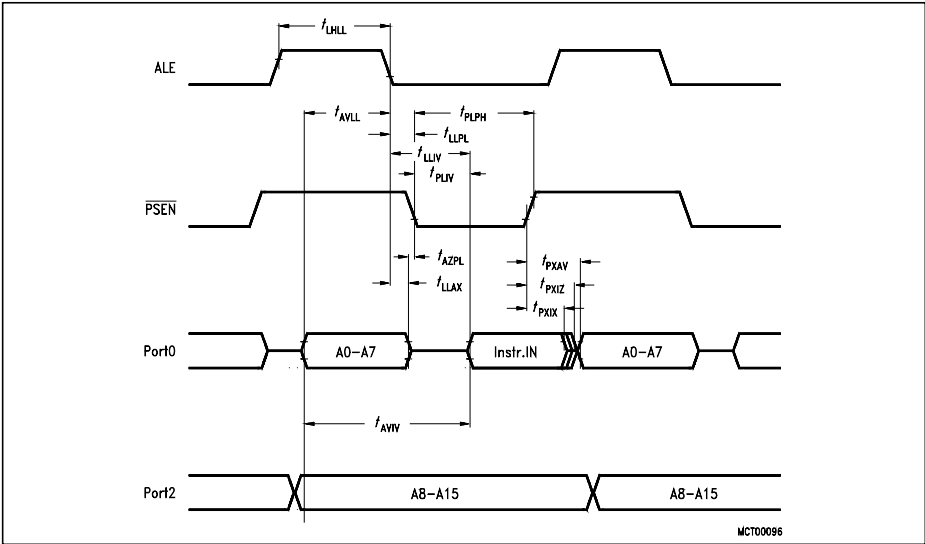 tLHLL
ALE
tAVLL
tPLPH
tLLPL
tLLIV
tPLIV
PSEN
tAZPL
tLLAX
tPXAV
tPXIZ
tPXIX
Port0
A0-A7
Instr.IN
A0-A7
tAVIV
Port2
A8-A15
A8-A15
MCT00096